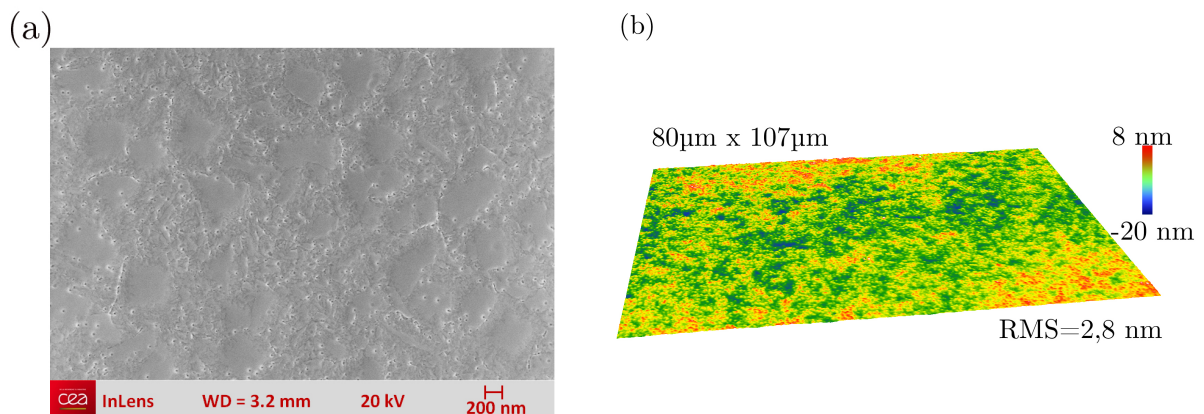 (a)
(b)
80µm x 107µm
8 nm
-20 nm
RMS=2,8 nm
cea
InLens
WD = 3.2 mm
20 kV
200 nm